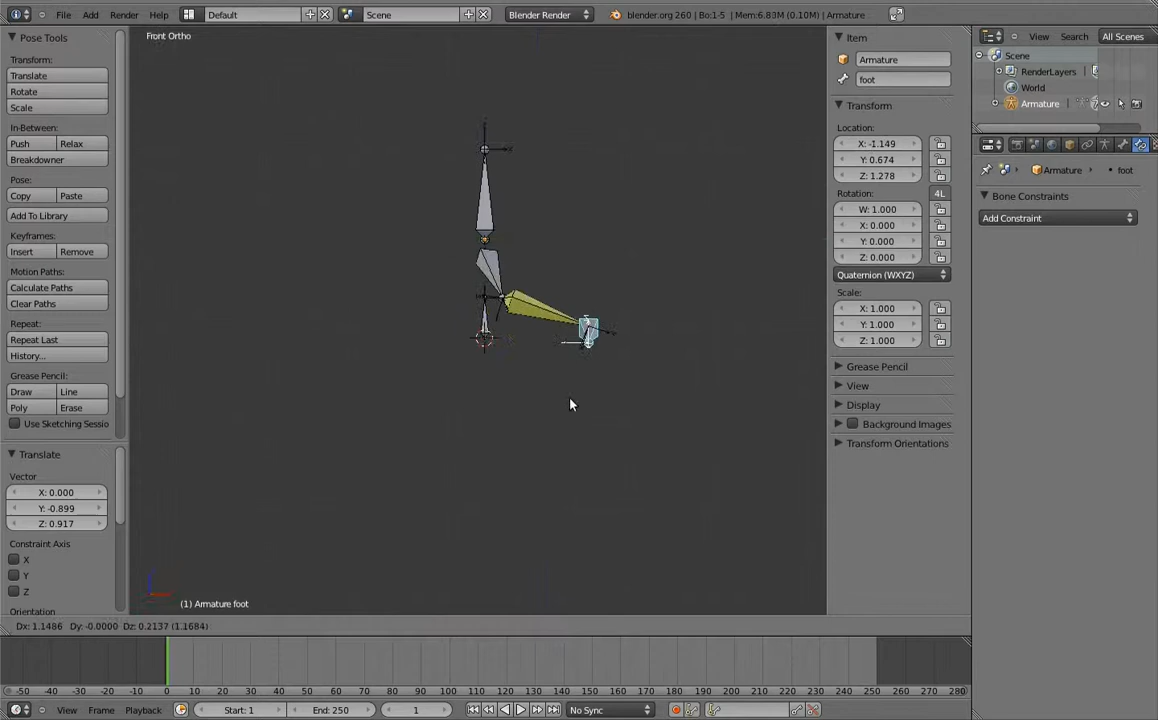 File Add Render Help Default Scene Blender Render blender.org 260 | Bo:1-5 | Mem:6.83M (0.10M) | Armature
Pose Tools
Transform:
Translate
Rotate
Scale
In-Between:
Push Relax
Breakdowner
Pose:
Copy Paste
Add To Library
Keyframes:
Insert Remove
Motion Paths:
Calculate Paths
Clear Paths
Repeat:
Repeat Last
History...
Grease Pencil:
Draw Line
Poly Erase
Use Sketching Sessio
Translate
Vector
X: 0.000
Y: -0.899
Z: 0.917
Constraint Axis
X
Y
Z
Orientation
Front Ortho
(1) Armature foot
Dx: 1.1486 Dy: -0.0000 Dz: 0.2137 (1.1684)
Item
Armature
foot
Transform
Location:
X: -1.149
Y: 0.674
Z: 1.278
Rotation:
4L
W: 1.000
X: 0.000
Y: 0.000
Z: 0.000
Quaternion (WXYZ)
Scale:
X: 1.000
Y: 1.000
Z: 1.000
Grease Pencil
View
Display
Background Images
Transform Orientations
View Search All Scenes
Scene
RenderLayers
World
Armature
Armature foot
Bone Constraints
Add Constraint
-50 -40 -30 -20 -10 0 10 20 30 40 50 60 70 80 90 100 110 120 130 140 150 160 170 180 190 200 210 220 230 240 250 260 270 280
View Frame Playback Start: 1 End: 250 1 No Sync